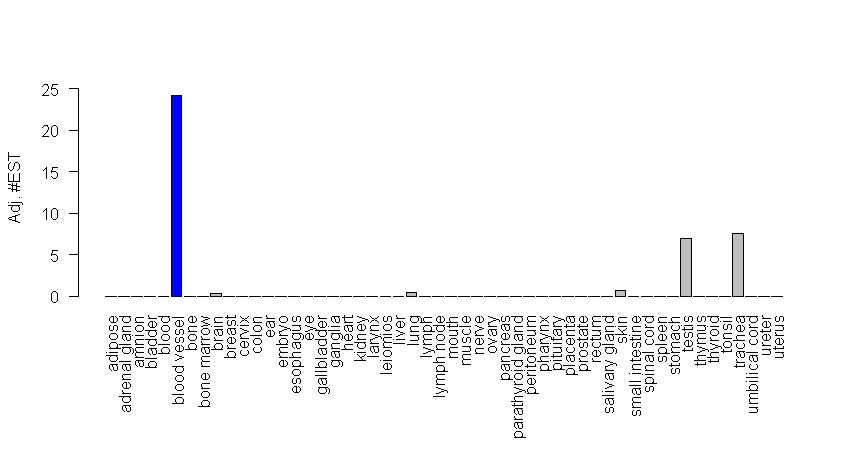 Adj. #EST
25
20
15
10
5
0
adipose
adrenal gland
amnion
bladder
blood
blood vessel
bone
bone marrow
brain
breast
cervix
colon
ear
embryo
esophagus
eye
gallbladder
ganglia
heart
kidney
larynx
leiomios
liver
lung
lymph
lymph node
mouth
muscle
nerve
ovary
pancreas
parathyroid gland
peritoneum
pharynx
pituitary
placenta
prostate
rectum
salivary gland
skin
small intestine
spinal cord
spleen
stomach
testis
thymus
thyroid
tonsil
trachea
umbilical cord
ureter
uterus